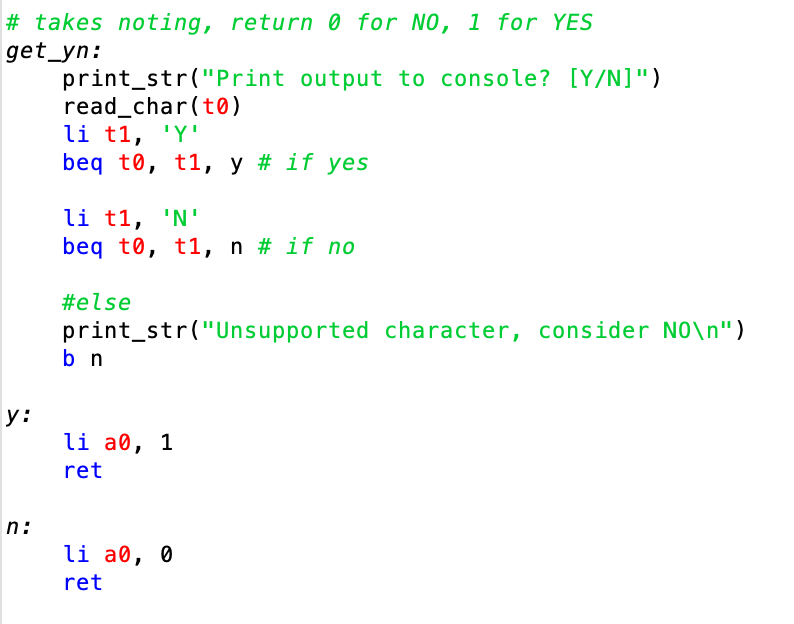 # takes noting, return 0 for NO, 1 for YES
get_yn:
    print_str("Print output to console? [Y/N]")
    read_char(t0)
    li t1, 'Y'
    beq t0, t1, y # if yes

    li t1, 'N'
    beq t0, t1, n # if no

    #else
    print_str("Unsupported character, consider NO\n")
    b n

y:
    li a0, 1
    ret

n:
    li a0, 0
    ret